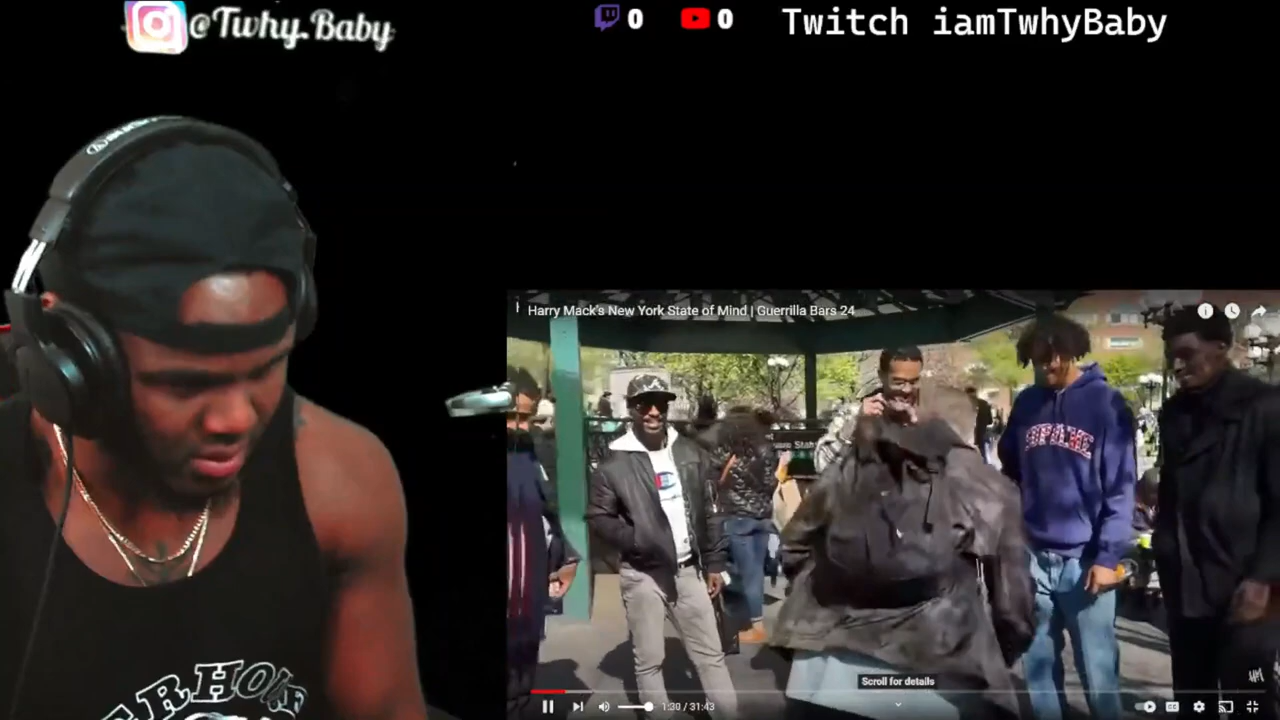 @Twhy.Baby
0
0
Twitch iamTwhyBaby
Harry Mack's New York State of Mind | Guerrilla Bars 24
Scroll for details
1:30 / 31:43